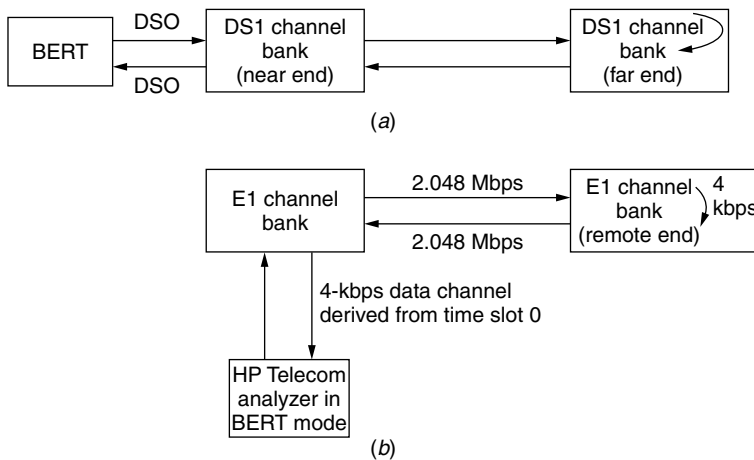 BERT
DSO
DSO
DS1 channel
bank
(near end)
DS1 channel
bank
(far end)
(a)
E1 channel
bank
2.048 Mbps
2.048 Mbps
E1 channel
bank
(remote end)
4
kbps
4-kbps data channel
derived from time slot 0
HP Telecom
analyzer in
BERT mode
(b)